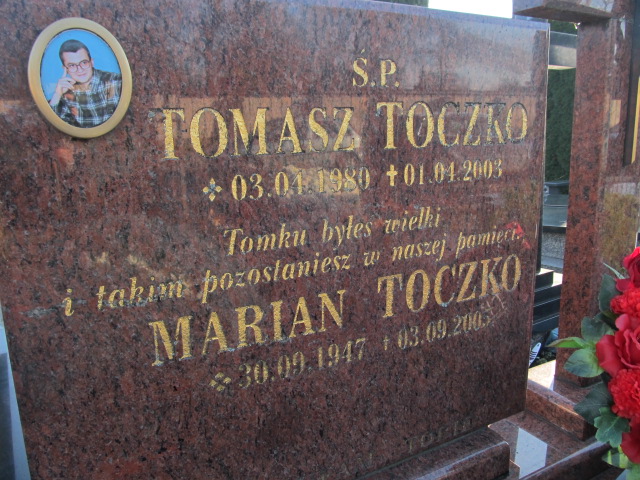 Ś.P.
TOMASZ TOCZKO
03.04.1980 01.04.2003
Tomku byłeś wielki
i takim pozostaniesz w naszej pamięci.
MARIAN TOCZKO
30.09.1947 03.09.2003